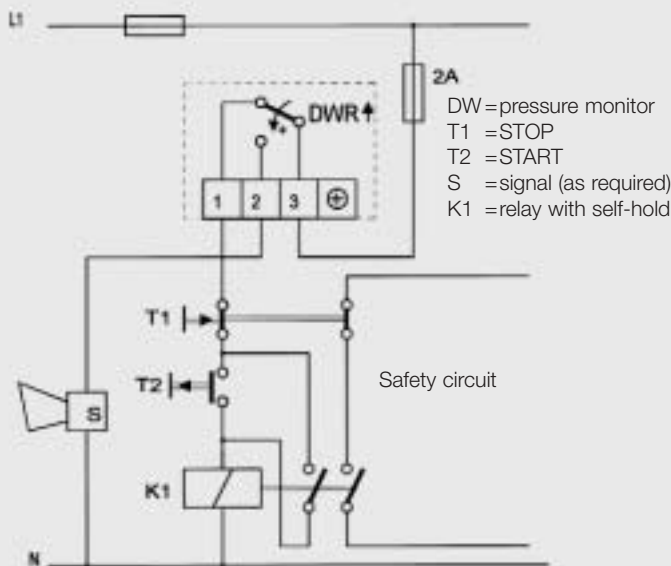 L1
2A
DWR
+
DW = pressure monitor
T1 = STOP
T2 = START
S = signal (as required)
K1 = relay with self-hold
1 2 3
T1
T2
Safety circuit
S
K1
N